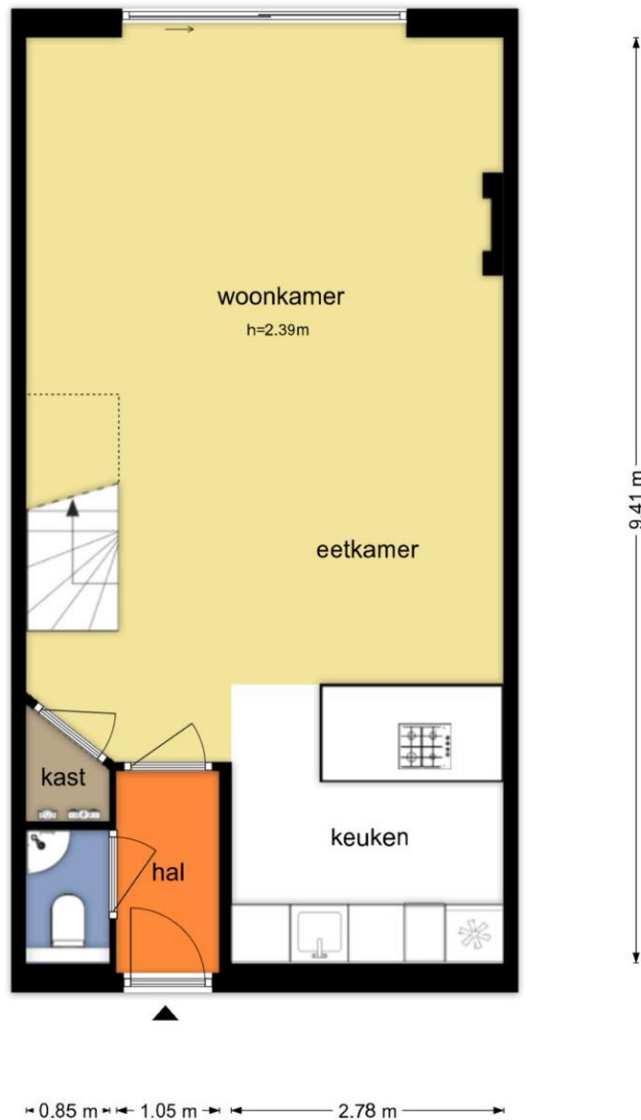 woonkamer
h=2.39m
eetkamer
9.41 m
kast
keuken
hal
0.85 m
1.05 m
2.78 m